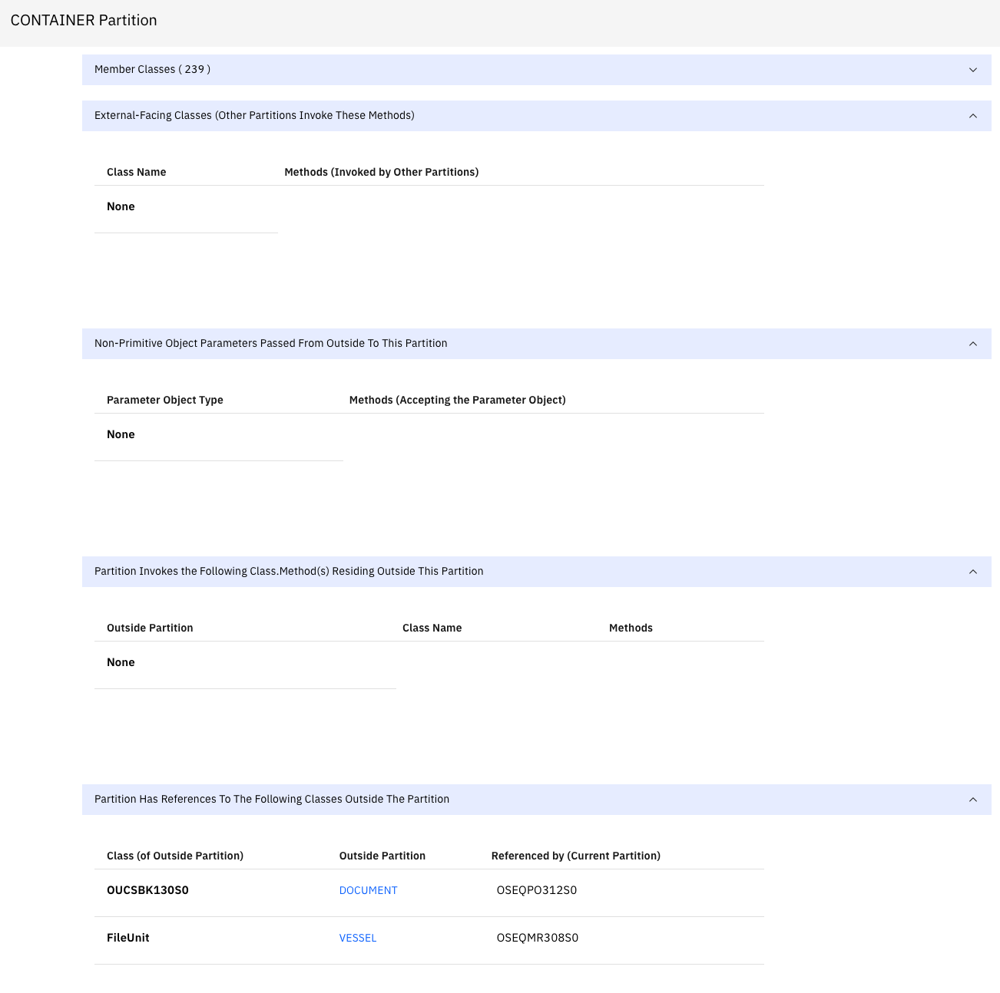 CONTAINER Partition
Member Classes ( 239 )
External-Facing Classes (Other Partitions Invoke These Methods)
Class Name Methods (Invoked by Other Partitions)
None
Non-Primitive Object Parameters Passed From Outside To This Partition
Parameter Object Type Methods (Accepting the Parameter Object)
None
Partition Invokes the Following Class.Method(s) Residing Outside This Partition
Outside Partition Class Name Methods
None
Partition Has References To The Following Classes Outside The Partition
Class (of Outside Partition) Outside Partition Referenced by (Current Partition)
OUCSBK130S0 DOCUMENT OSEQPO312S0
FileUnit VESSEL OSEQMR308S0